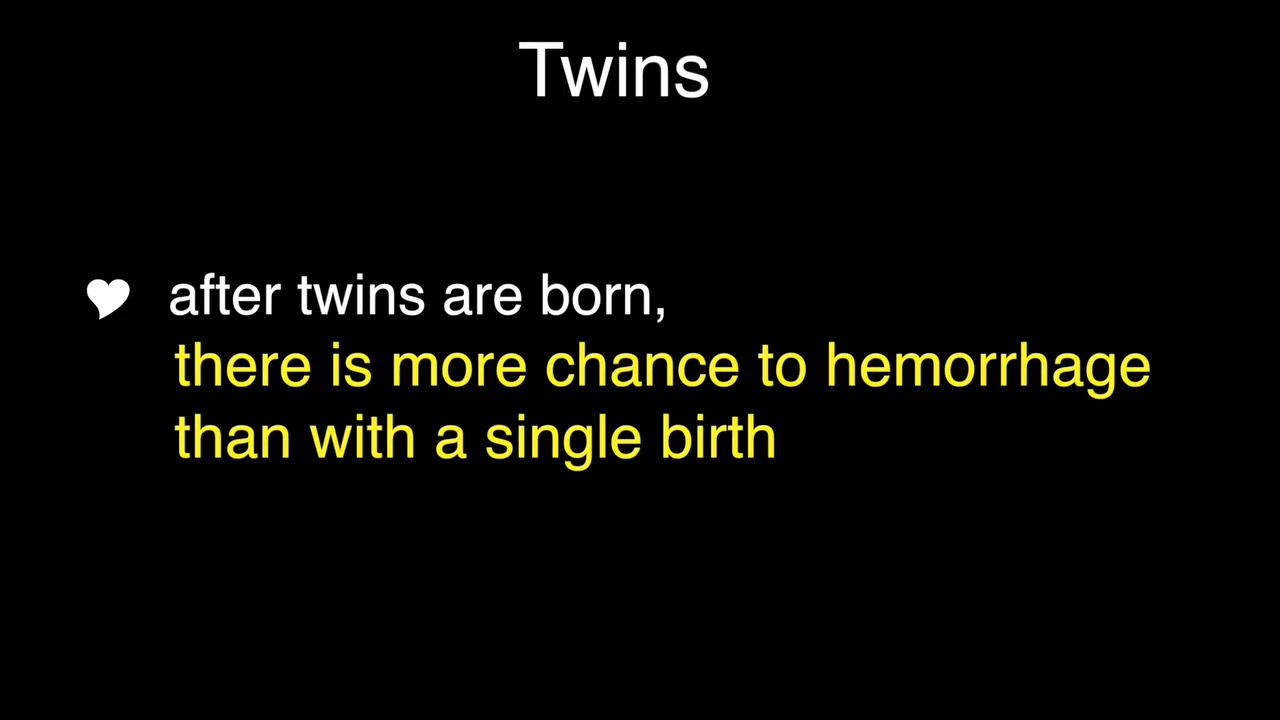 Twins
after twins are born,
there is more chance to hemorrhage
than with a single birth